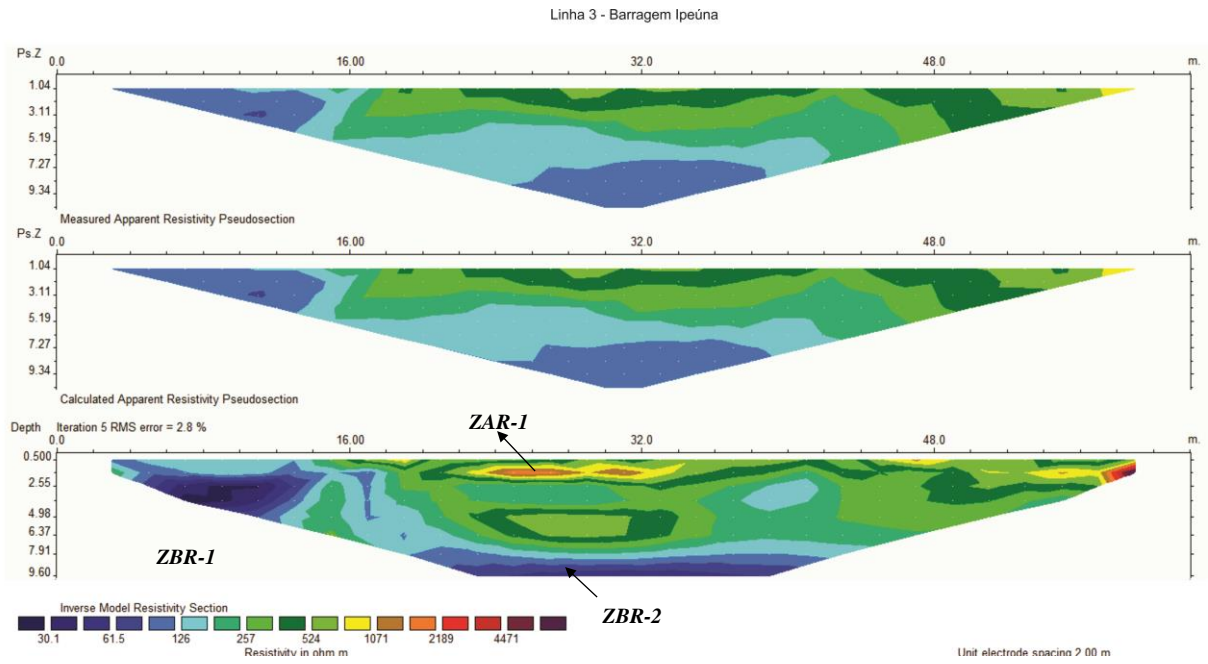 Linha 3 - Barragem Ipeúna
Ps.Z 0.0 16.00 32.0 48.0 m.
1.04
3.11
5.19
7.27
9.34
Measured Apparent Resistivity Pseudosection
Ps.Z 0.0 16.00 32.0 48.0 m.
1.04
3.11
5.19
7.27
9.34
Calculated Apparent Resistivity Pseudosection
ZAR-1
Depth Iteration 5 RMS error = 2.8 %
0.0 16.00 32.0 48.0 m.
0.500
2.55
4.98
6.37
7.91
9.60
ZBR-1
ZBR-2
Inverse Model Resistivity Section
30.1 61.5 126 257 524 1071 2189 4471
Resistivity in ohm.m
Unit electrode spacing 2.00 m.